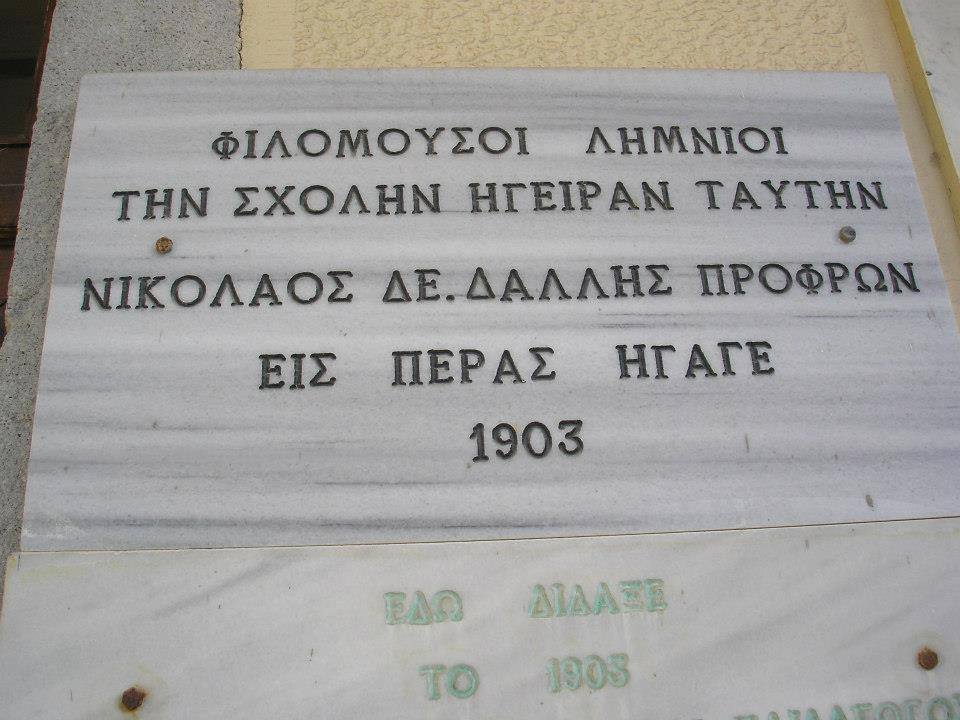 ΦΙΛΟΜΟΥΣΟΙ ΛΗΜΝΙΟΙ
ΤΗΝ ΣΧΟΛΗΝ ΗΓΕΙΡΑΝ ΤΑΥΤΗΝ
ΝΙΚΟΛΑΟΣ ΔΕ. ΔΑΛΛΗΣ ΠΡΟΦΡΩΝ
ΕΙΣ ΠΕΡΑΣ ΗΓΑΓΕ
1903
ΕΔΩ ΔΙΔΑΞΕ
ΤΟ 1903